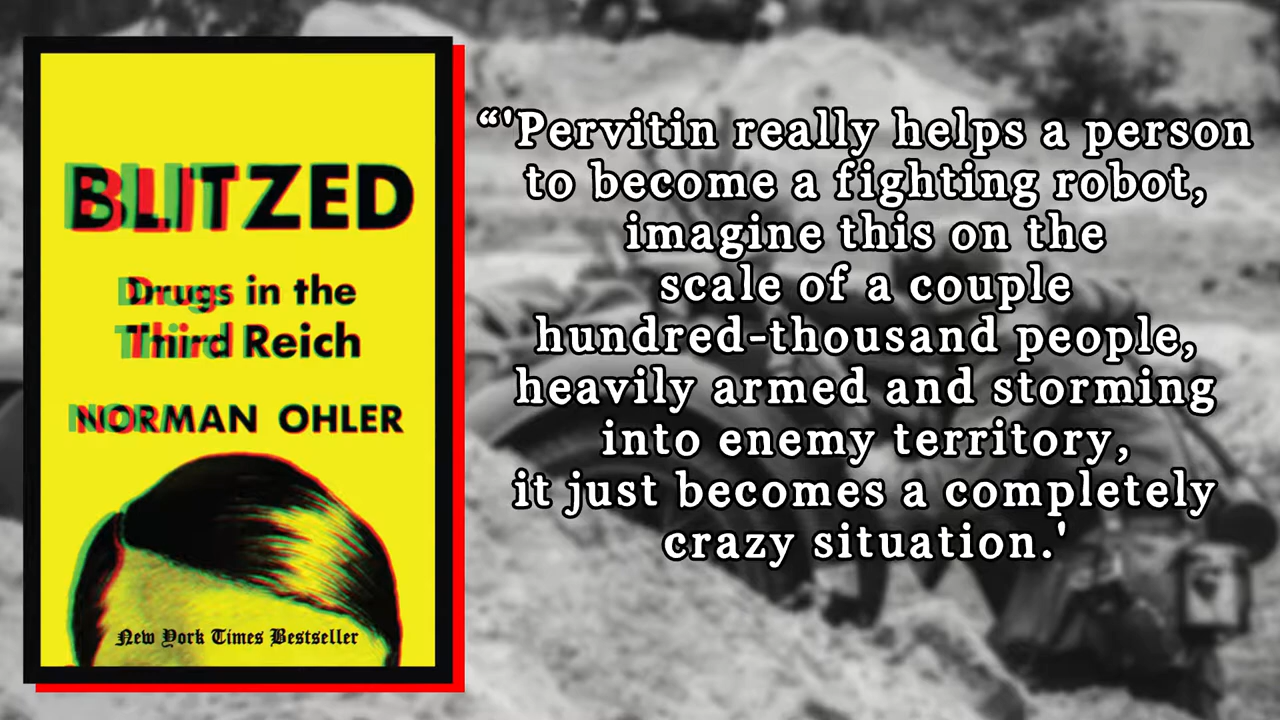 BLITZED
Drugs in the
Third Reich
NORMAN OHLER
New York Times Bestseller
“'Pervitin really helps a person
to become a fighting robot,
imagine this on the
scale of a couple
hundred-thousand people,
heavily armed and storming
into enemy territory,
it just becomes a completely
crazy situation.'